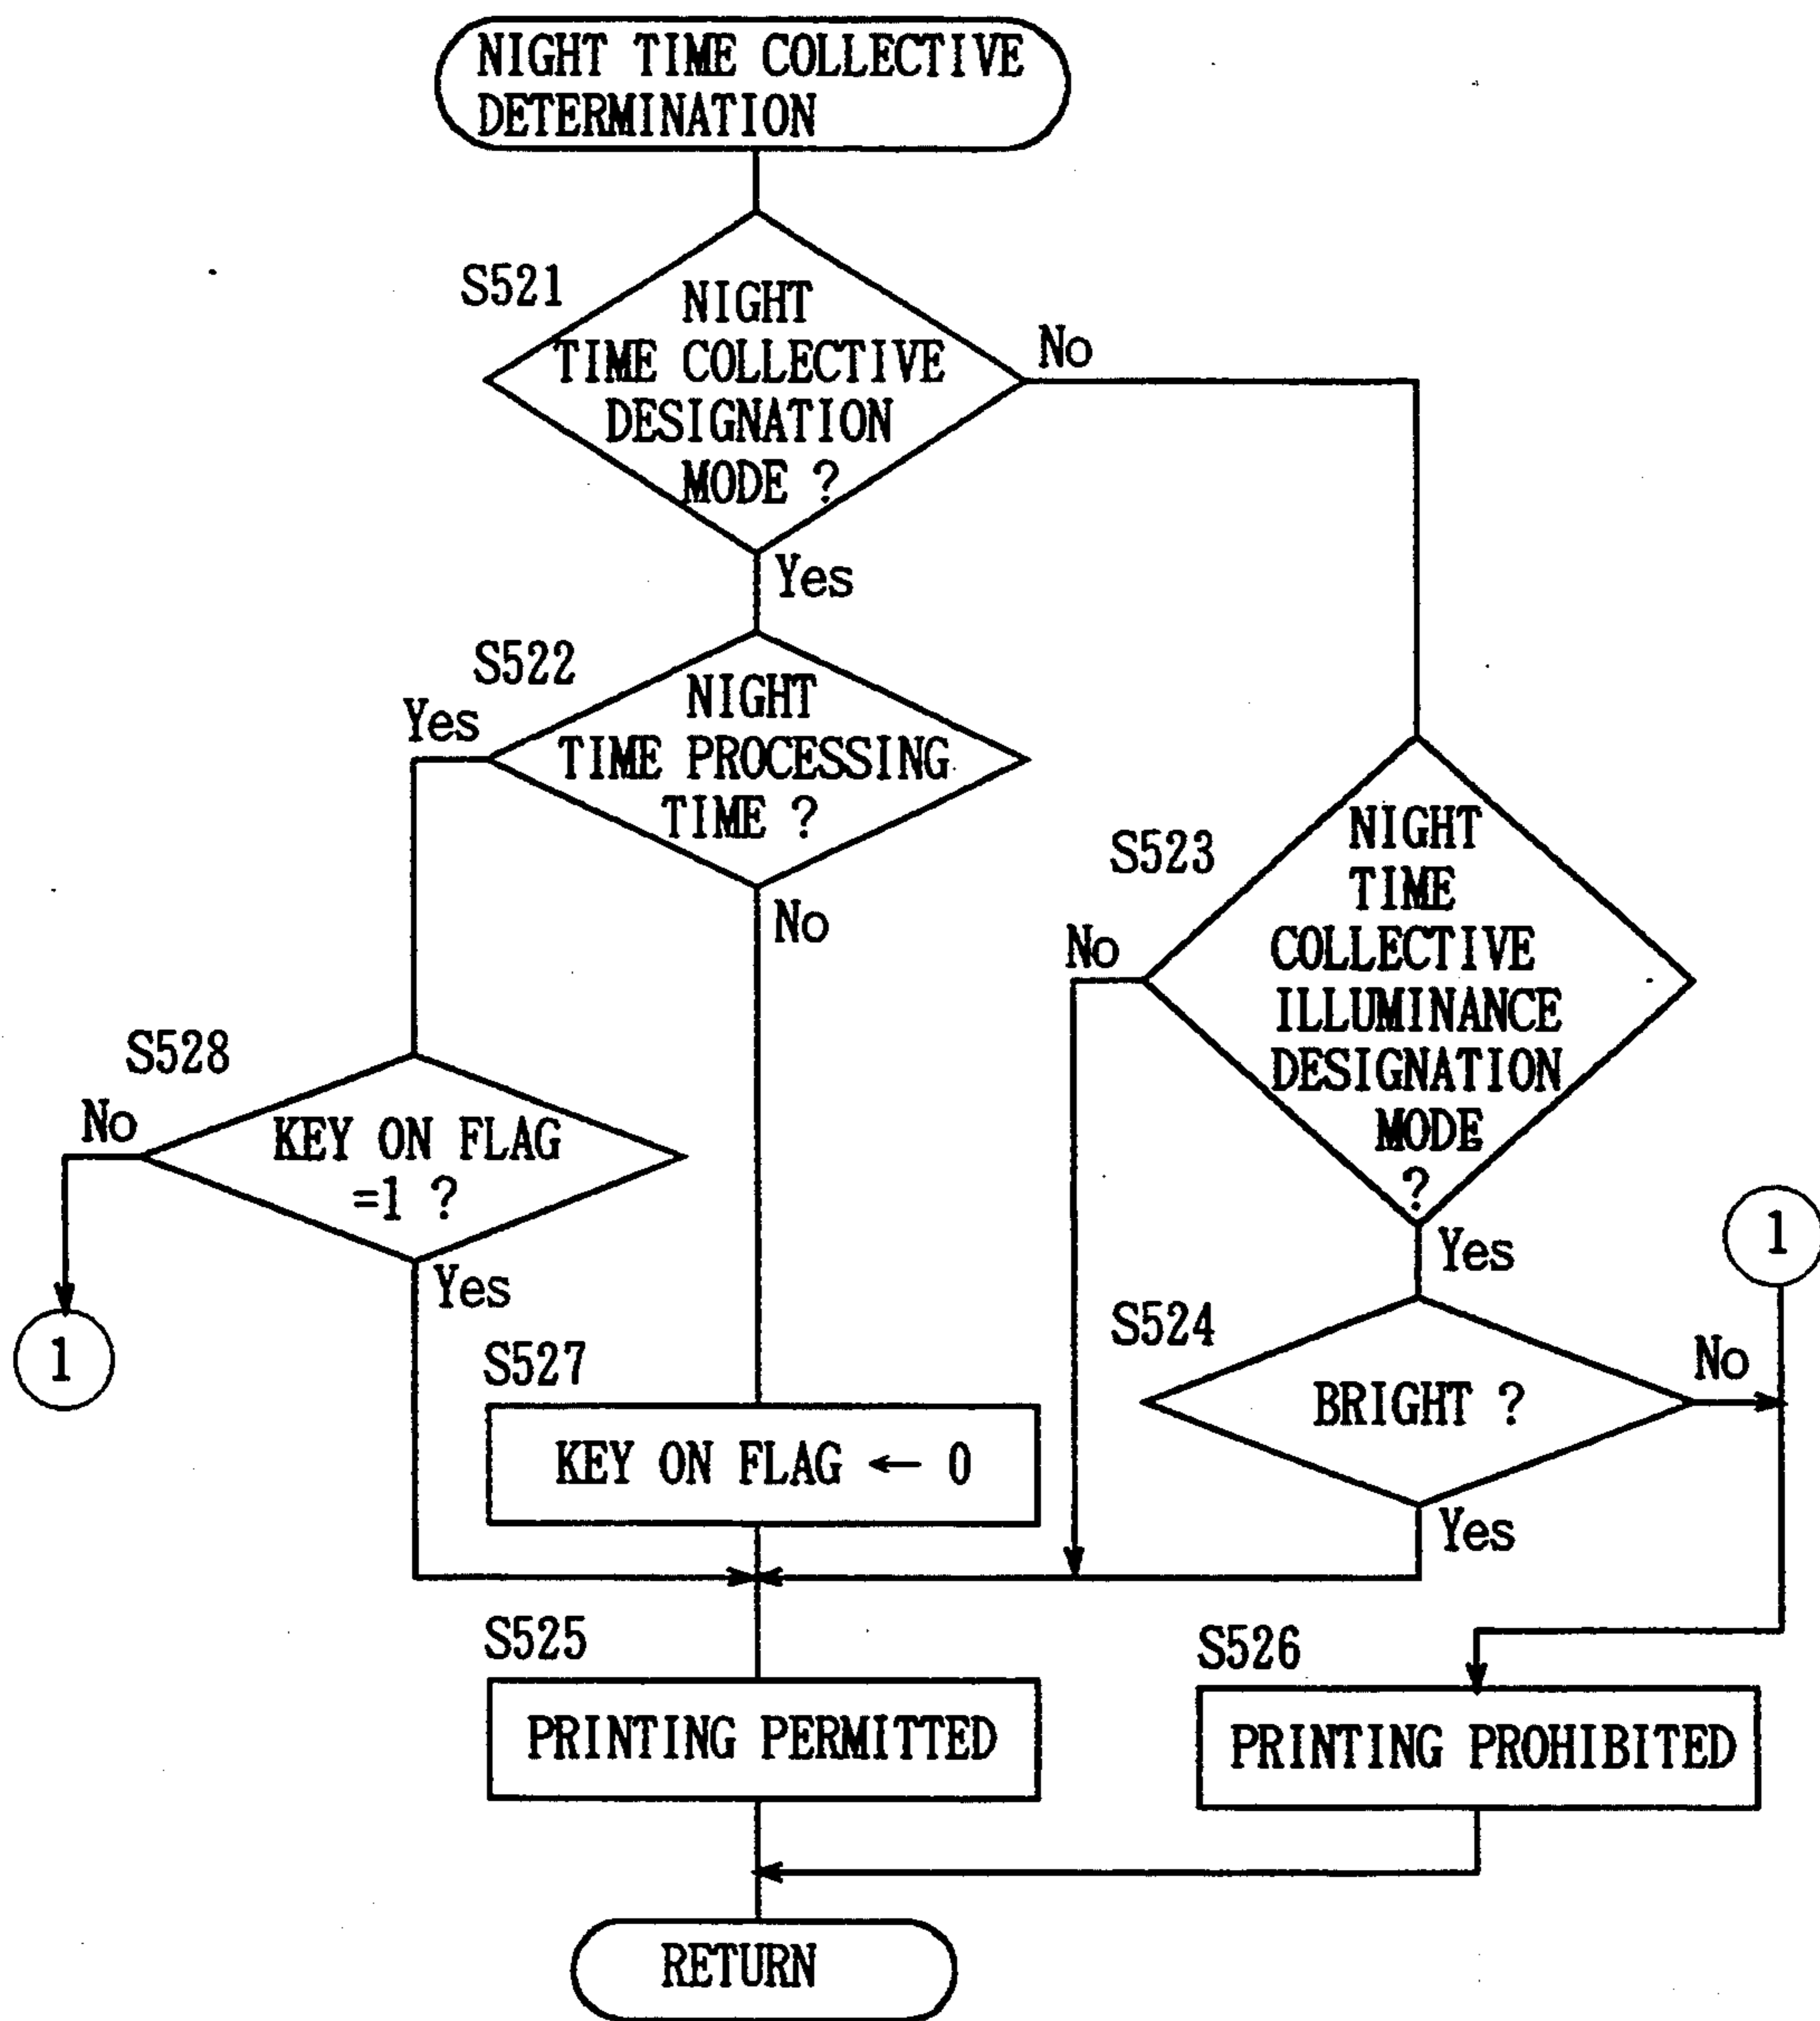 NIGHT TIME COLLECTIVE
DETERMINATION
S521
NIGHT
TIME COLLECTIVE
DESIGNATION
MODE ?
No
Yes
S522
NIGHT
TIME PROCESSING
TIME ?
Yes
No
S523
NIGHT
TIME
COLLECTIVE
ILLUMINANCE
DESIGNATION
MODE
?
No
Yes
S528
KEY ON FLAG
=1 ?
No
Yes
1
1
S524
BRIGHT ?
No
Yes
S527
KEY ON FLAG ← 0
S525
PRINTING PERMITTED
S526
PRINTING PROHIBITED
RETURN